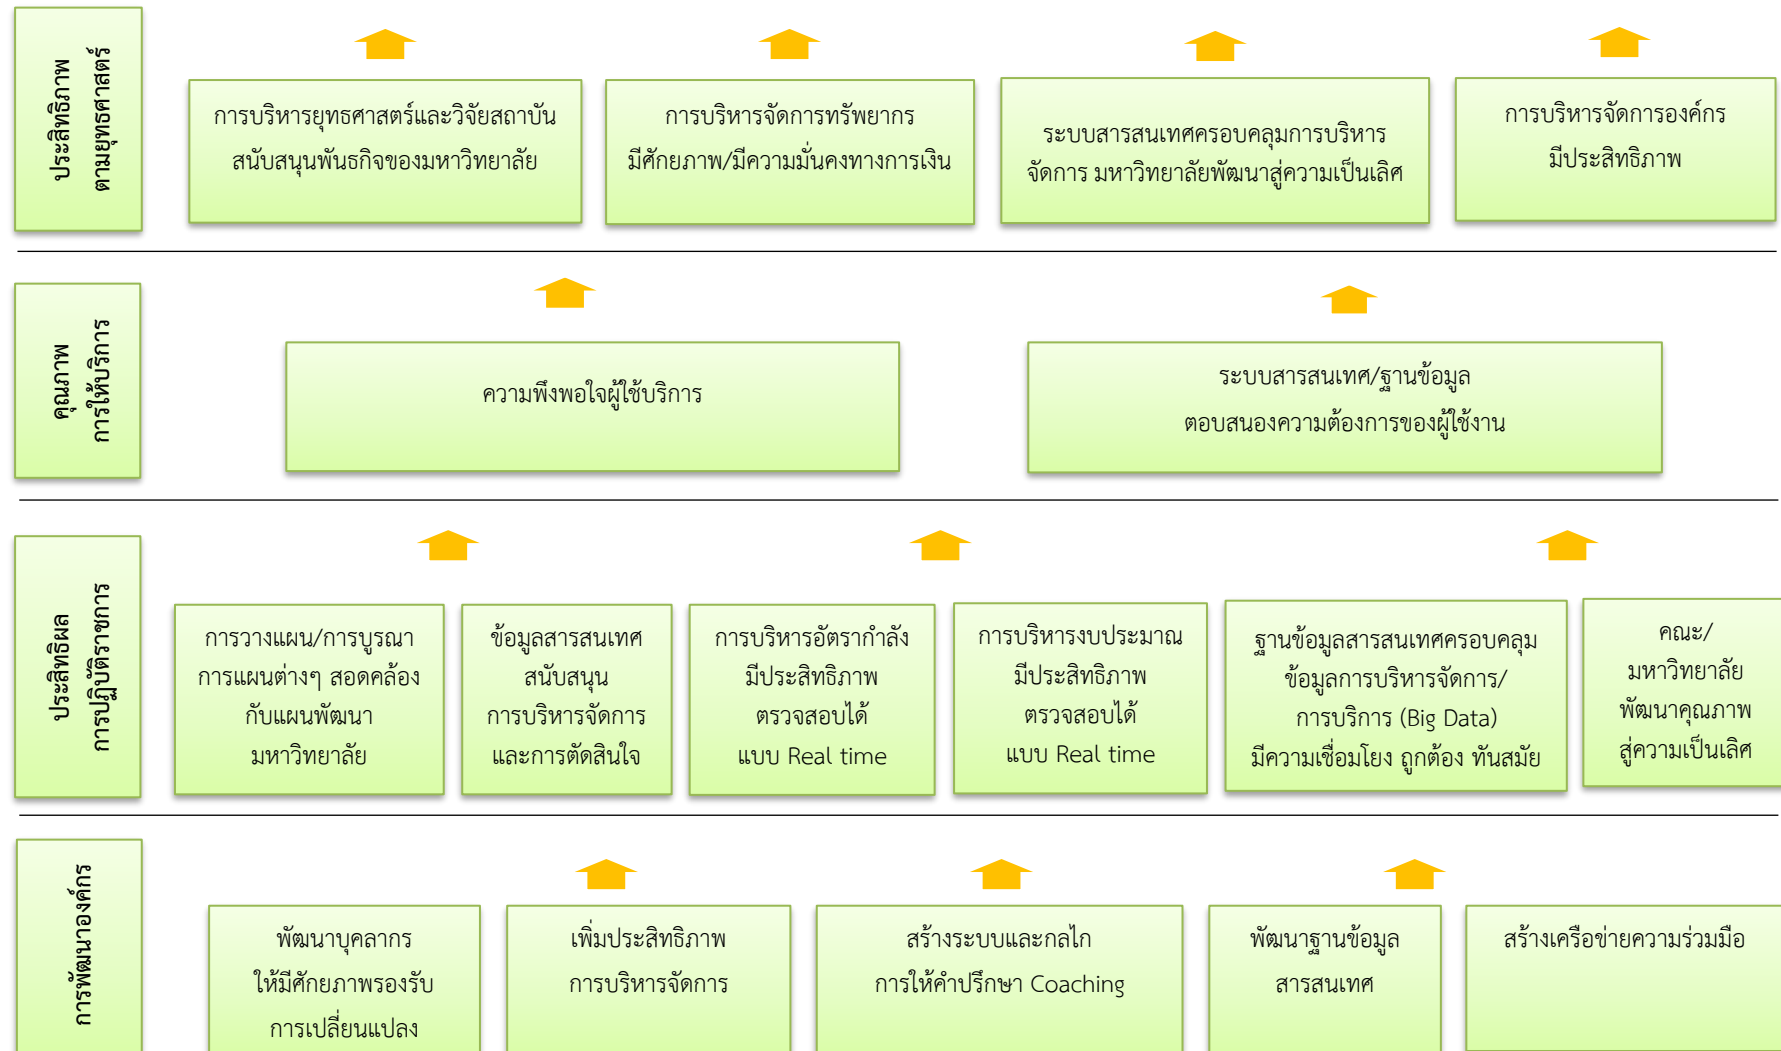 ประสิทธิภาพ
ตามยุทธศาสตร์
การบริหารยุทธศาสตร์และวิจัยสถาบัน
สนับสนุนพันธกิจของมหาวิทยาลัย
การบริหารจัดการทรัพยากร
มีศักยภาพ/มีความมั่นคงทางการเงิน
ระบบสารสนเทศครอบคลุมการบริหาร
จัดการ มหาวิทยาลัยพัฒนาสู่ความเป็นเลิศ
การบริหารจัดการองค์กร
มีประสิทธิภาพ
คุณภาพ
การให้บริการ
ความพึงพอใจผู้ใช้บริการ
ระบบสารสนเทศ/ฐานข้อมูล
ตอบสนองความต้องการของผู้ใช้งาน
ประสิทธิผล
การปฏิบัติราชการ
การวางแผน/การบูรณา
การแผนต่างๆ สอดคล้อง
กับแผนพัฒนา
มหาวิทยาลัย
ข้อมูลสารสนเทศ
สนับสนุน
การบริหารจัดการ
และการตัดสินใจ
การบริหารอัตรากำลัง
มีประสิทธิภาพ
ตรวจสอบได้
แบบ Real time
การบริหารงบประมาณ
มีประสิทธิภาพ
ตรวจสอบได้
แบบ Real time
ฐานข้อมูลสารสนเทศครอบคลุม
ข้อมูลการบริหารจัดการ/
การบริการ (Big Data)
มีความเชื่อมโยง ถูกต้อง ทันสมัย
คณะ/
มหาวิทยาลัย
พัฒนาคุณภาพ
สู่ความเป็นเลิศ
การพัฒนาองค์กร
พัฒนาบุคลากร
ให้มีศักยภาพรองรับ
การเปลี่ยนแปลง
เพิ่มประสิทธิภาพ
การบริหารจัดการ
สร้างระบบและกลไก
การให้คำปรึกษา Coaching
พัฒนาฐานข้อมูล
สารสนเทศ
สร้างเครือข่ายความร่วมมือ